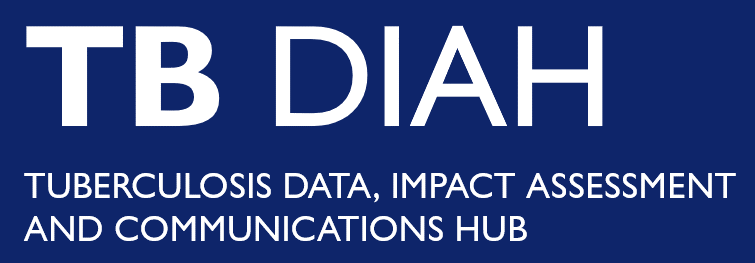 TB DIAH
TUBERCULOSIS DATA, IMPACT ASSESSMENT
AND COMMUNICATIONS HUB